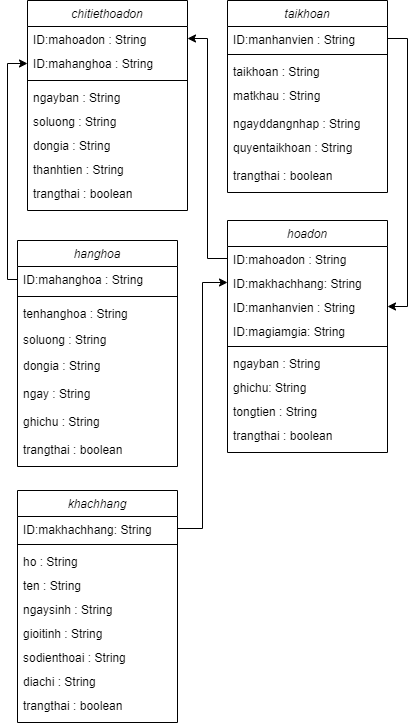 chitiethoadon
ID:mahoadon : String
ID:mahanghoa : String
ngayban : String
soluong : String
dongia : String
thanhtien : String
trangthai : boolean
taikhoan
ID:manhanvien : String
taikhoan : String
matkhau : String
ngayddangnhap : String
quyentaikhoan : String
trangthai : boolean
hanghoa
ID:mahanghoa : String
tenhanghoa : String
soluong : String
dongia : String
ngay : String
ghichu : String
trangthai : boolean
hoadon
ID:mahoadon : String
ID:makhachhang: String
ID:manhanvien : String
ID:magiamgia: String
ngayban : String
ghichu: String
tongtien : String
trangthai : boolean
khachhang
ID:makhachhang: String
ho : String
ten : String
ngaysinh : String
gioitinh : String
sodienthoai : String
diachi : String
trangthai : boolean